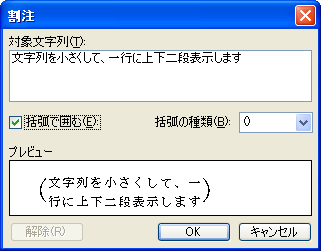 割注
対象文字列(T):
文字列を小さくして、一行に上下二段表示します
括弧で囲む(E):
括弧の種類(B):
()
プレビュー
(文字列を小さくして、一
行に上下二段表示します)
解除(R)
OK
キャンセル